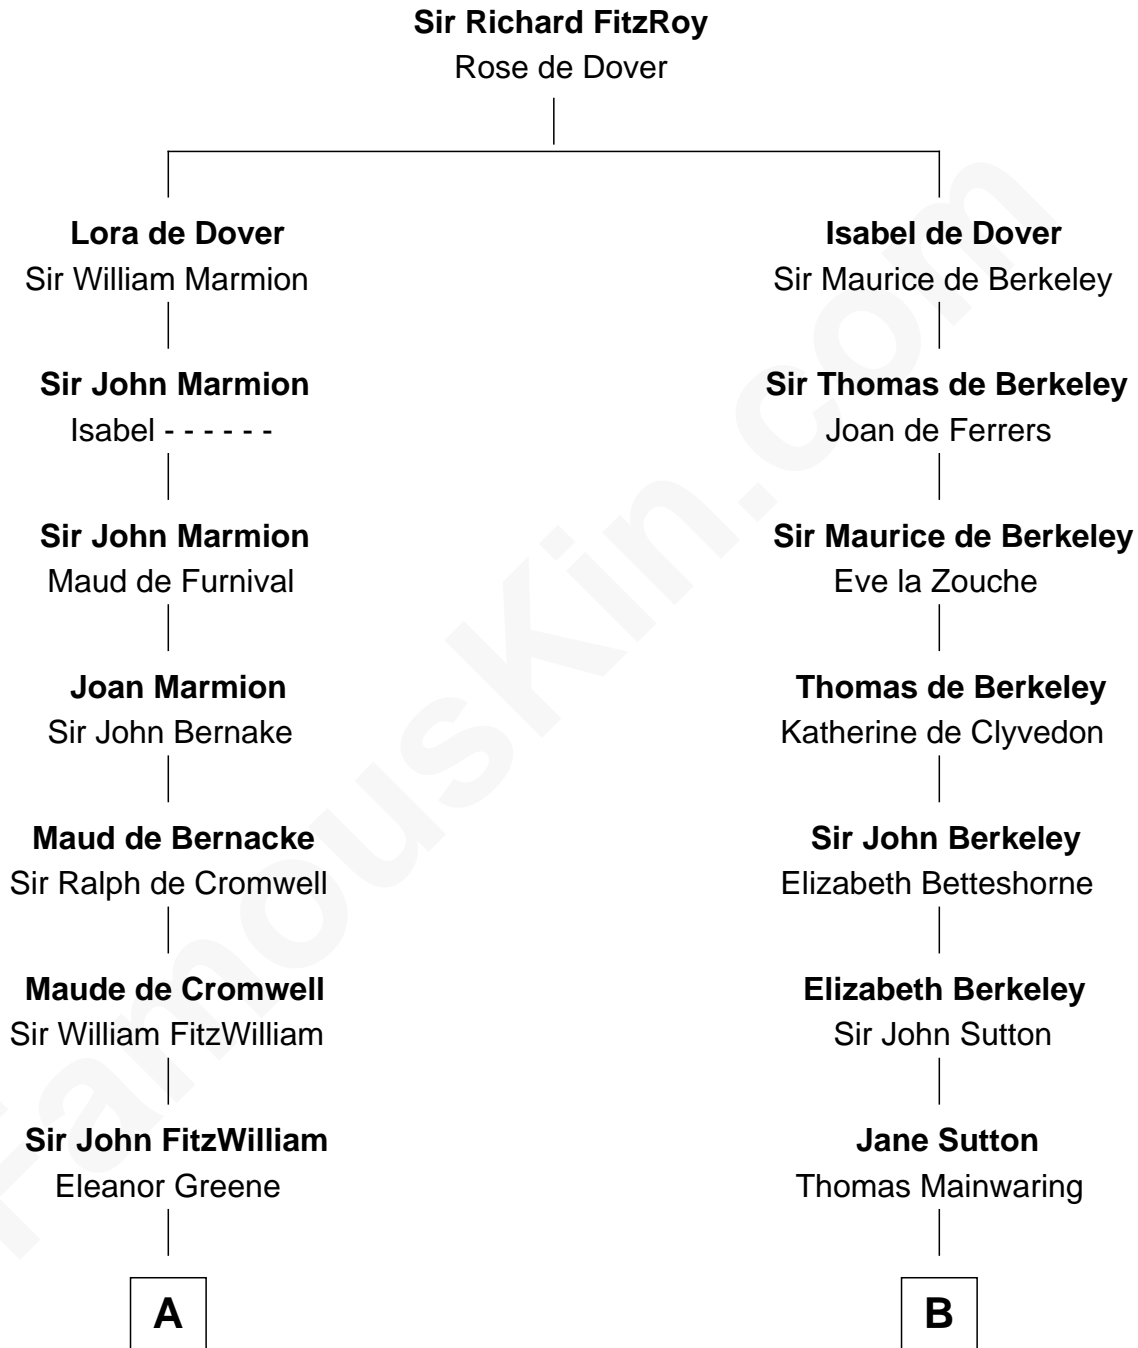 Sir Richard FitzRoy
Rose de Dover
Lora de Dover
Sir William Marmion
Isabel de Dover
Sir Maurice de Berkeley
Sir John Marmion
Isabel - - - - - -
Sir Thomas de Berkeley
Joan de Ferrers
Sir John Marmion
Maud de Furnival
Sir Maurice de Berkeley
Eve la Zouche
Joan Marmion
Sir John Bernake
Thomas de Berkeley
Katherine de Clyvedon
Maud de Bernacke
Sir Ralph de Cromwell
Sir John Berkeley
Elizabeth Betteshorne
Maude de Cromwell
Sir William FitzWilliam
Elizabeth Berkeley
Sir John Sutton
Sir John FitzWilliam
Eleanor Greene
Jane Sutton
Thomas Mainwaring
A
B
FamousKin.com